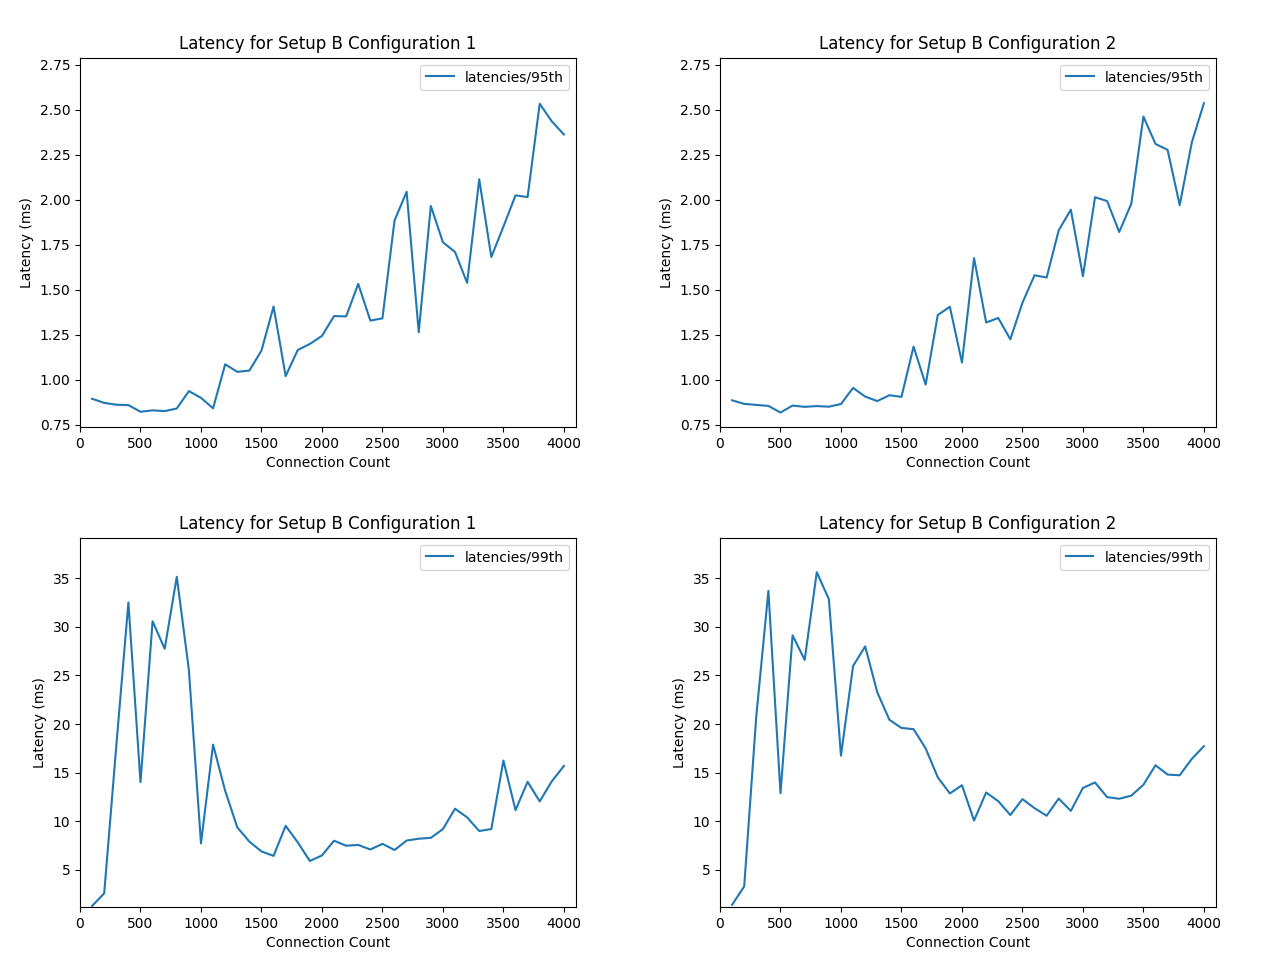 Latency for Setup B Configuration 1
latencies/95th
2.75
2.50
2.25
2.00
1.75
1.50
1.25
1.00
0.75
Latency (ms)
0 500 1000 1500 2000 2500 3000 3500 4000
Connection Count
Latency for Setup B Configuration 2
latencies/95th
2.75
2.50
2.25
2.00
1.75
1.50
1.25
1.00
0.75
Latency (ms)
0 500 1000 1500 2000 2500 3000 3500 4000
Connection Count
Latency for Setup B Configuration 1
latencies/99th
35
30
25
20
15
10
5
Latency (ms)
0 500 1000 1500 2000 2500 3000 3500 4000
Connection Count
Latency for Setup B Configuration 2
latencies/99th
35
30
25
20
15
10
5
Latency (ms)
0 500 1000 1500 2000 2500 3000 3500 4000
Connection Count